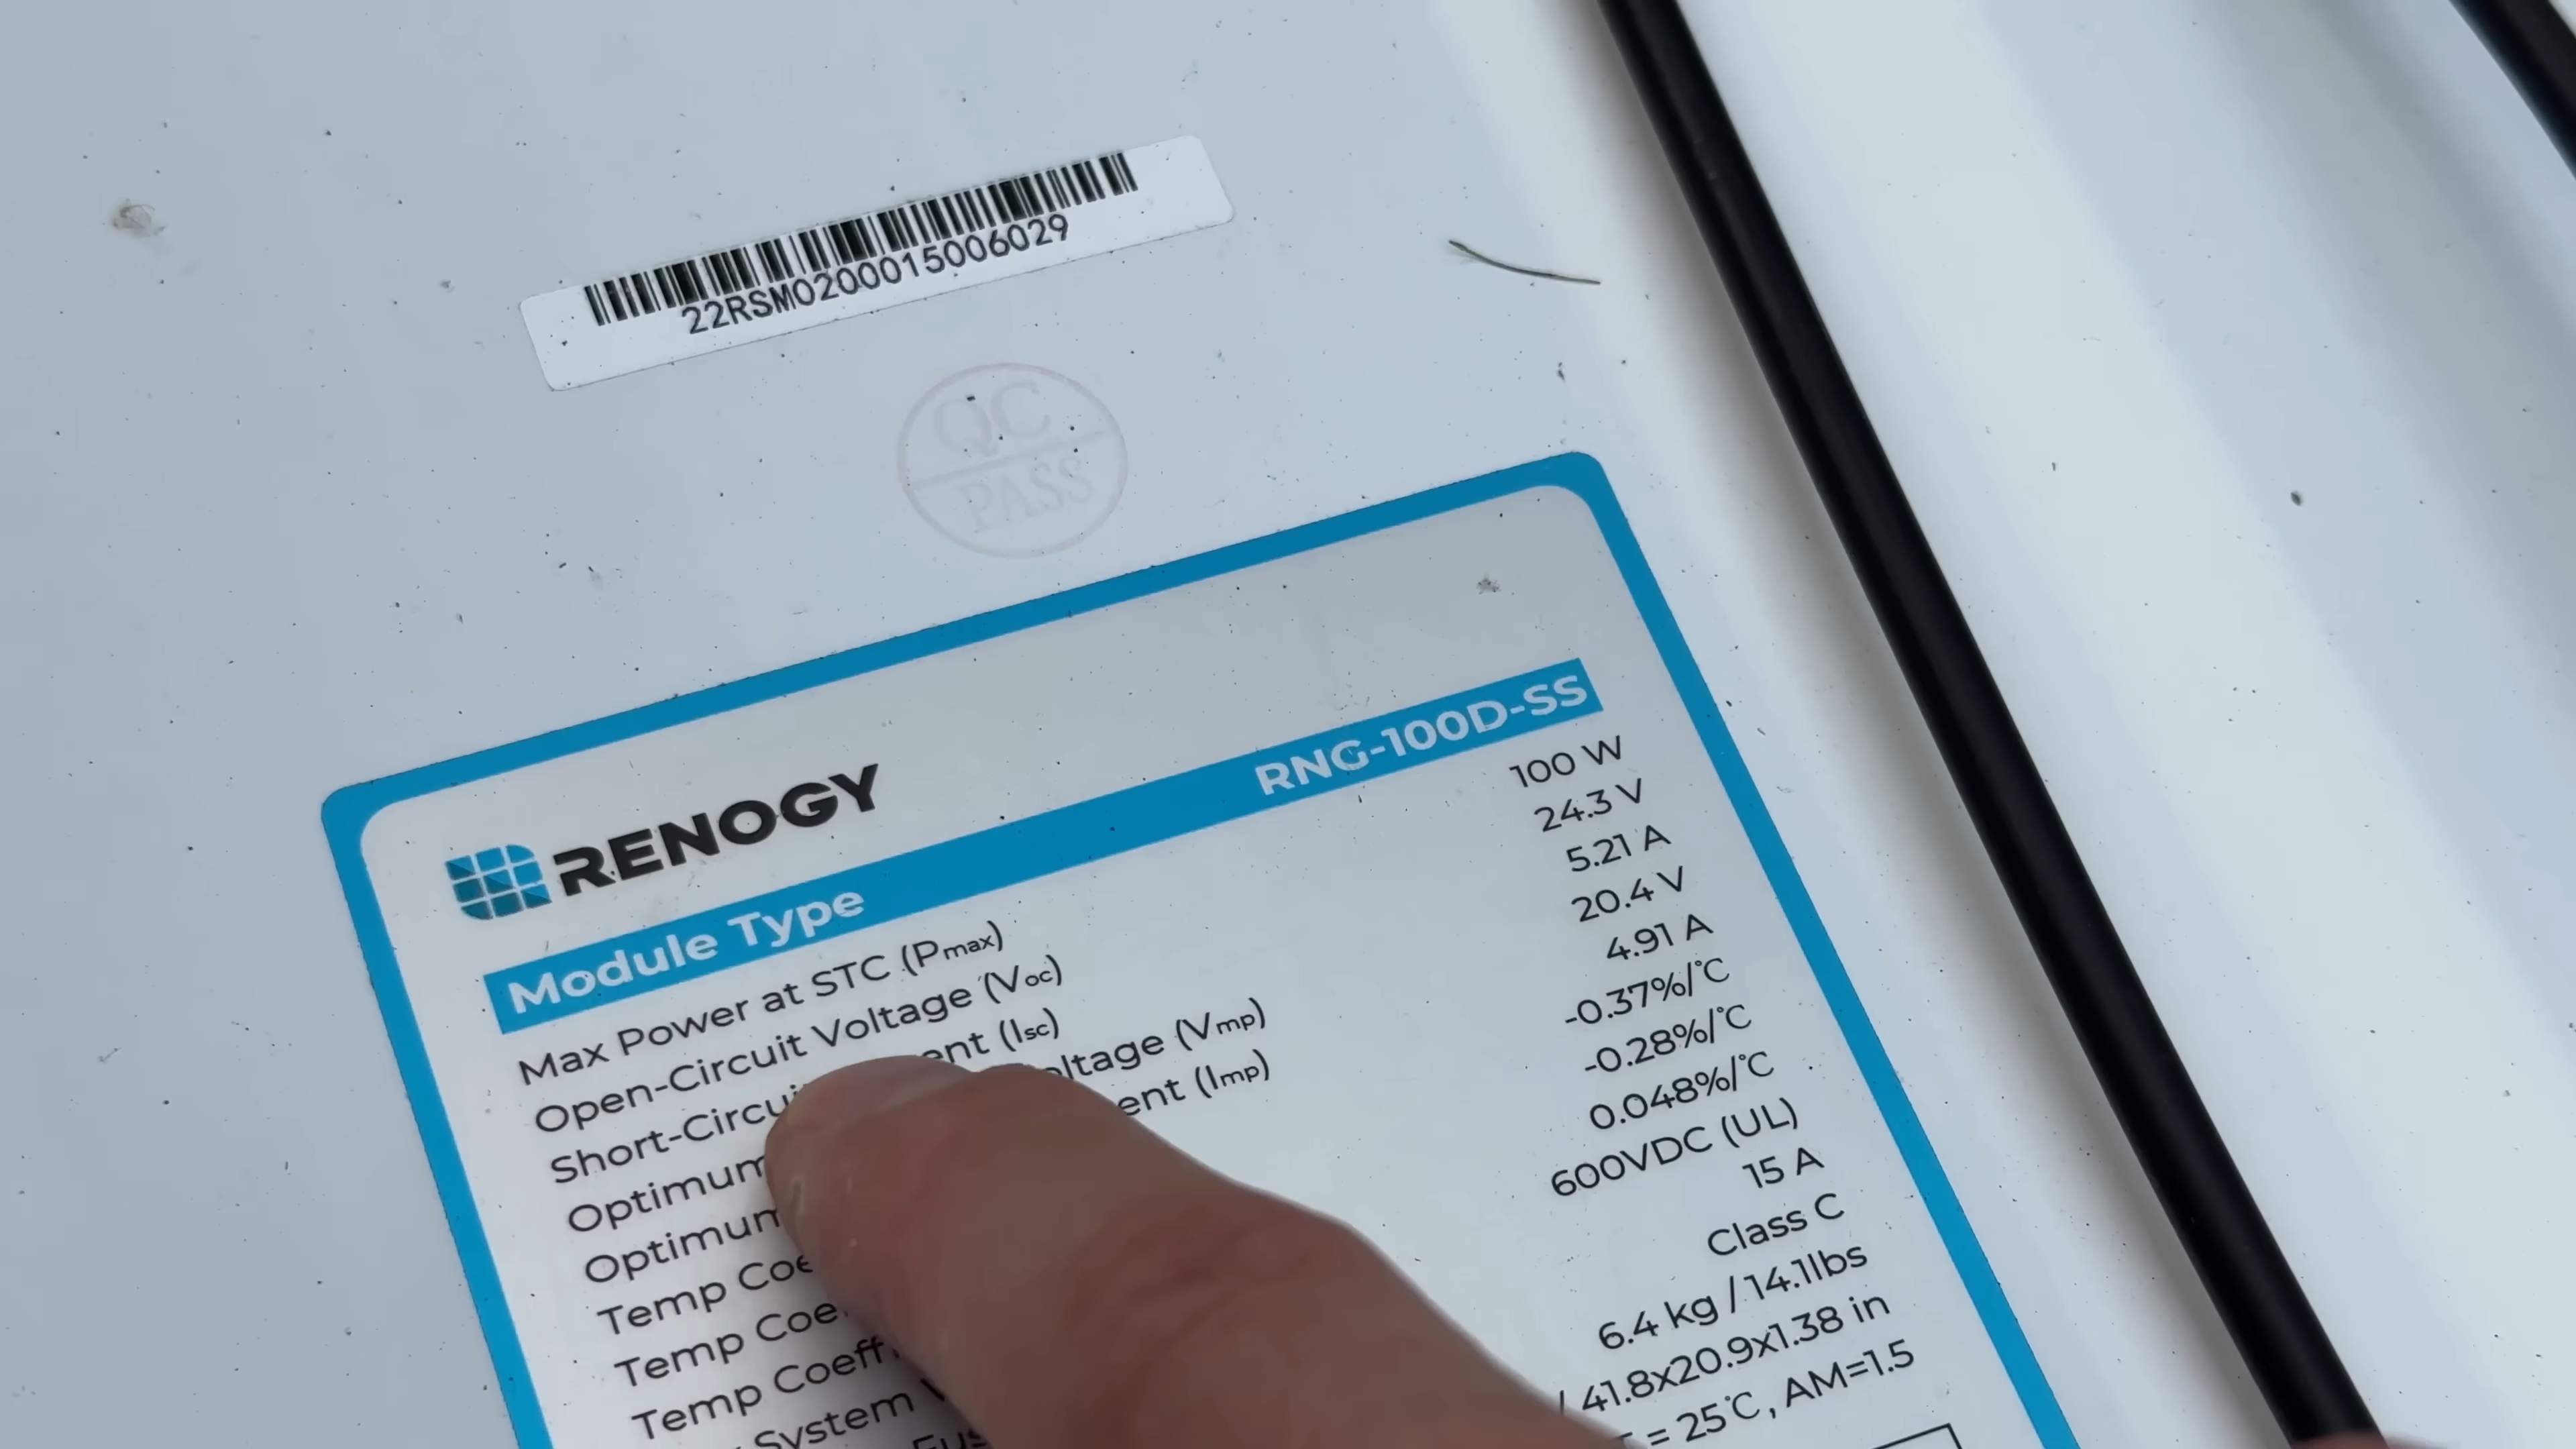 22RSM0200015006029
QC
PASS
RENOGY
Module Type RNG-100D-SS
Max Power at STC (Pmax) 100 W
Open-Circuit Voltage (Voc) 24.3 V
Short-Circui ent (Isc) 5.21 A
Optimum oltage (Vmp) 20.4 V
Optimum ent (Imp) 4.91 A
Temp Coe -0.37%/°C
Temp Coe -0.28%/°C
Temp Coeff 0.048%/°C
System 600VDC (UL)
Fus 15 A
Class C
6.4 kg / 14.1lbs
/ 41.8x20.9x1.38 in
= 25°C, AM=1.5